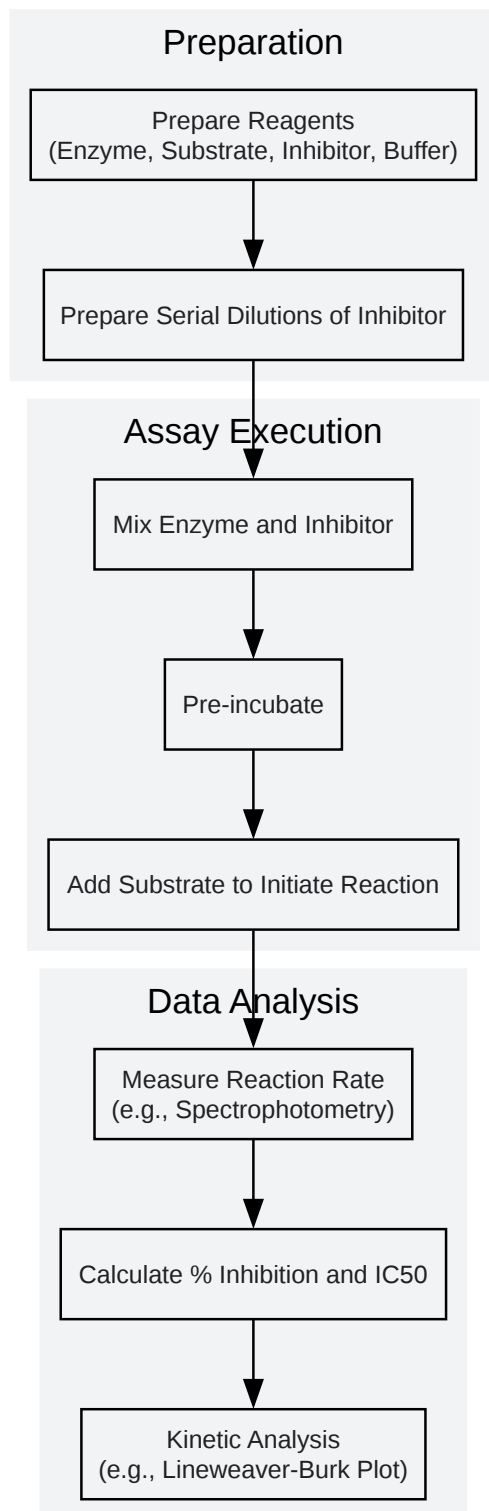 Preparation
Prepare Reagents
(Enzyme, Substrate, Inhibitor, Buffer)
Prepare Serial Dilutions of Inhibitor
Assay Execution
Mix Enzyme and Inhibitor
Pre-incubate
Add Substrate to Initiate Reaction
Data Analysis
Measure Reaction Rate
(e.g., Spectrophotometry)
Calculate % Inhibition and IC50
Kinetic Analysis
(e.g., Lineweaver-Burk Plot)